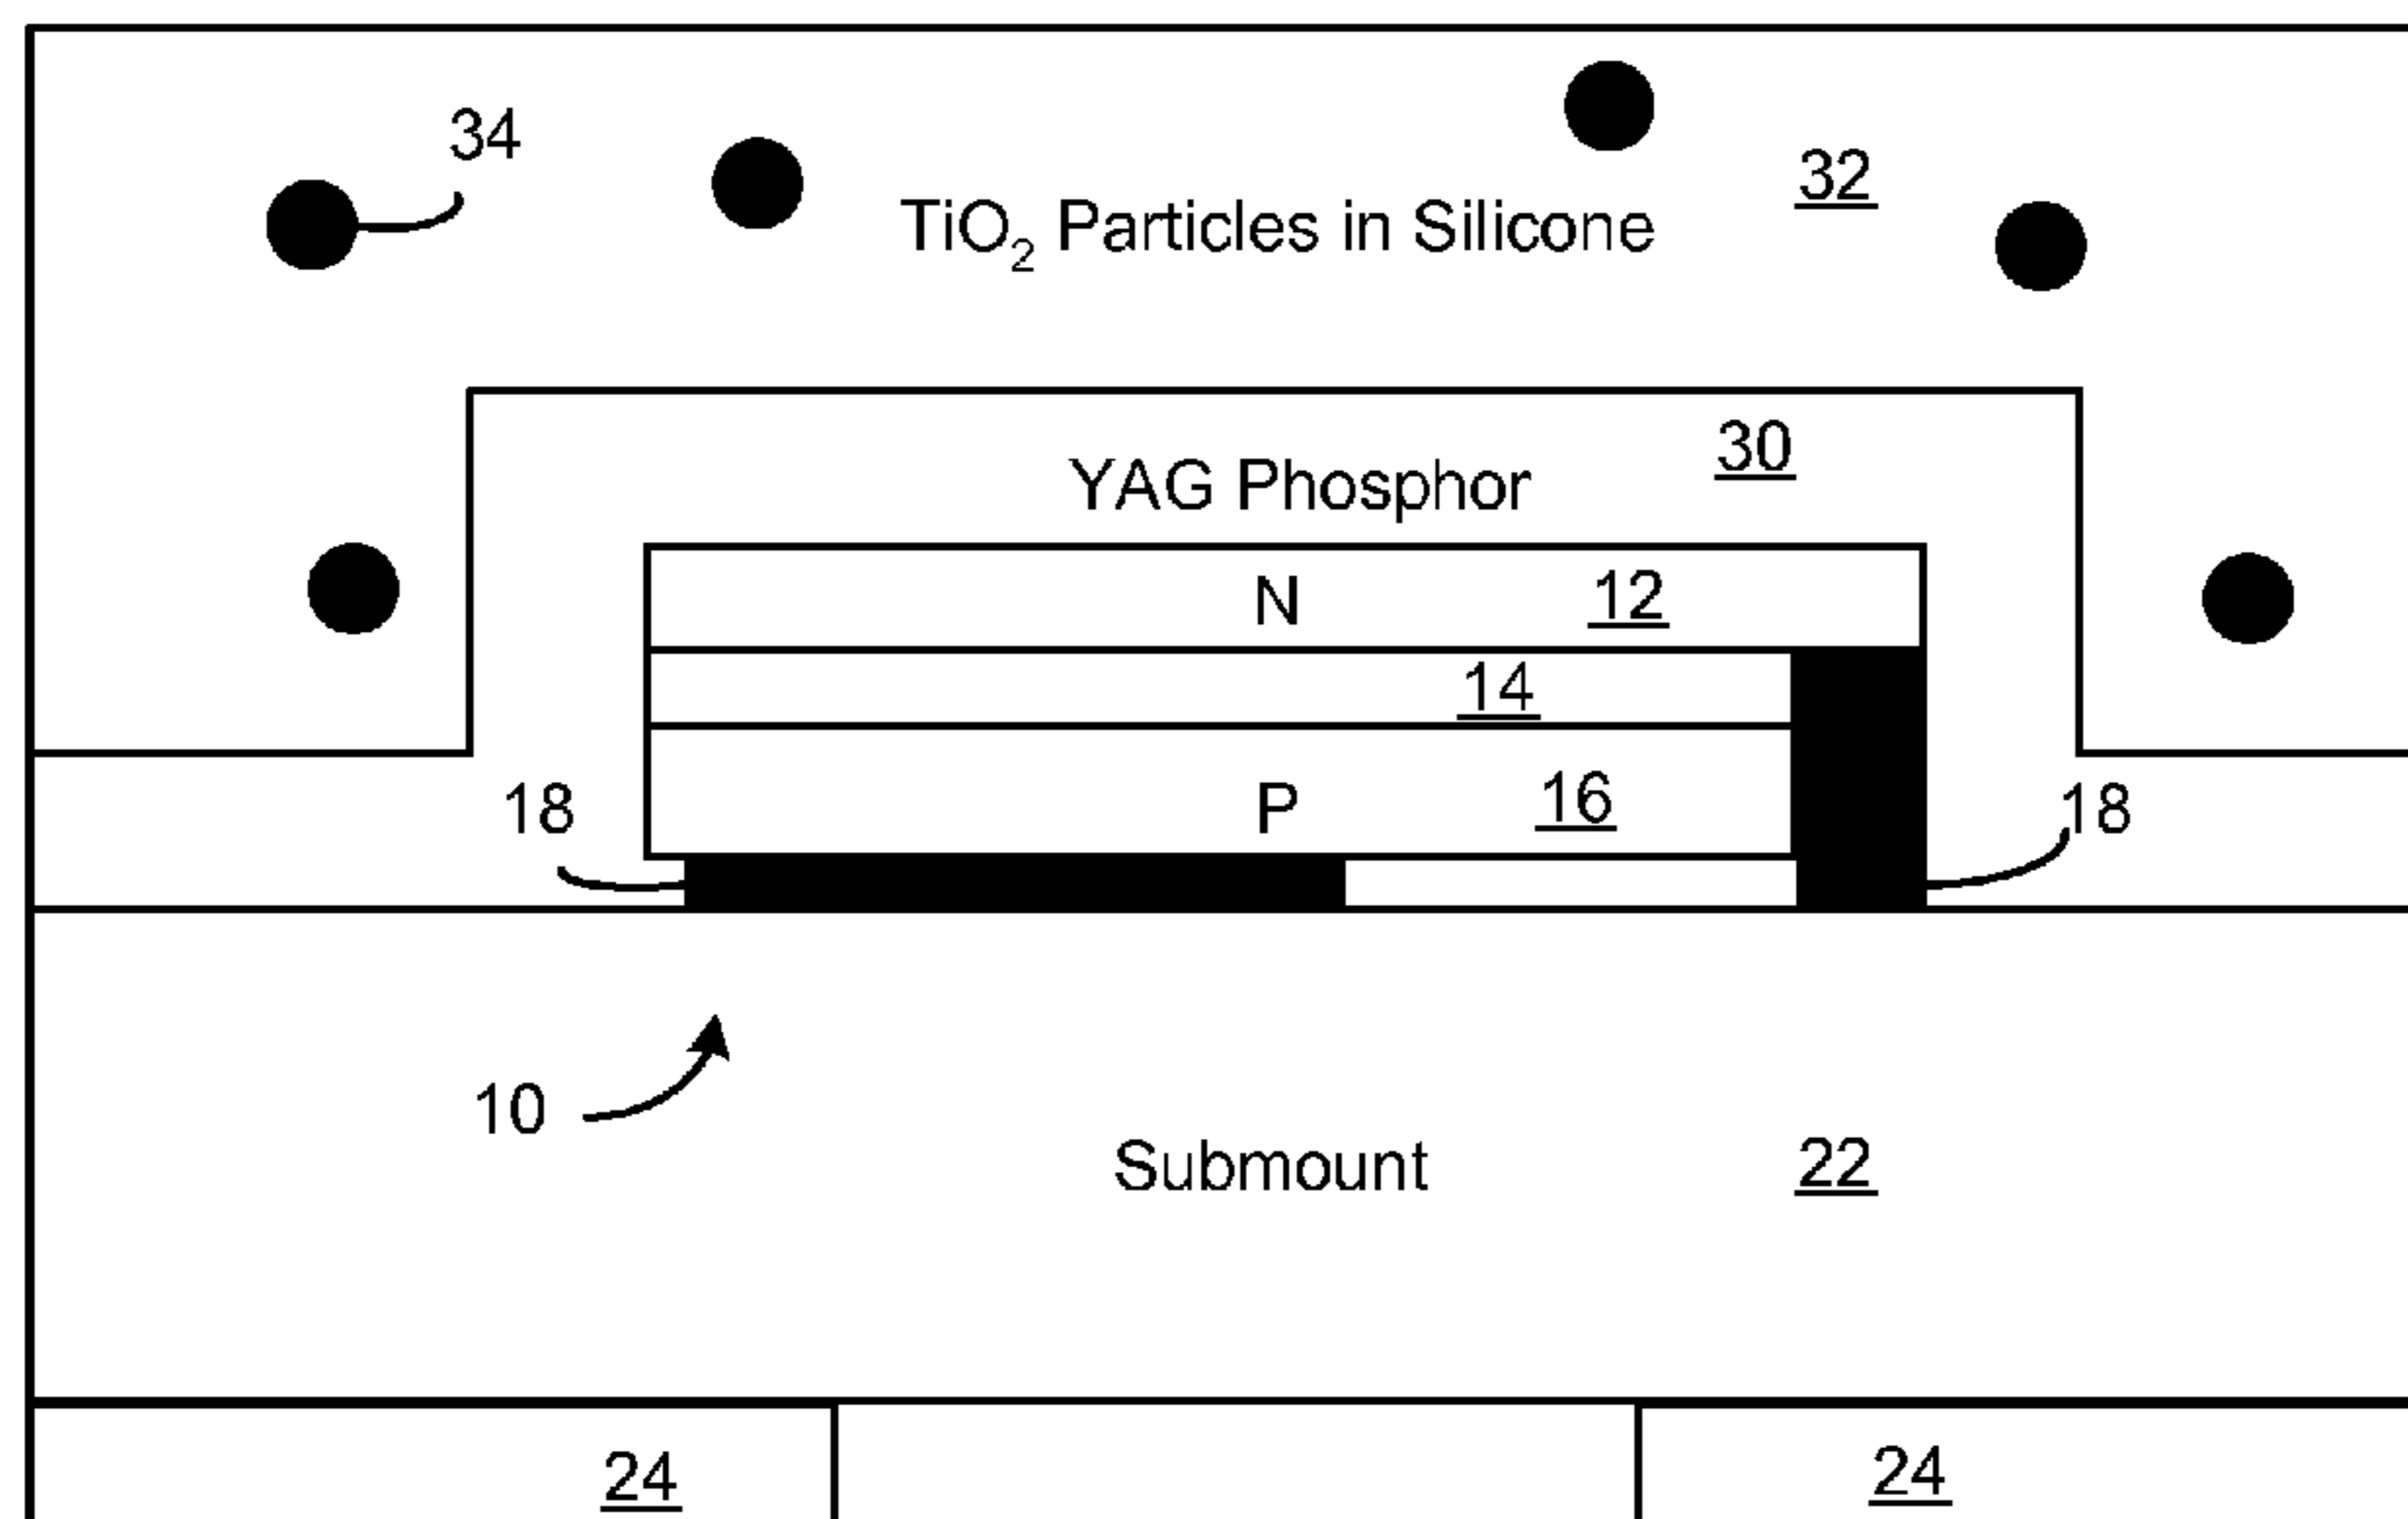 34
32
TiO₂ Particles in Silicone
30
YAG Phosphor
N 12
14
18 P 16 18
10
Submount 22
24 24